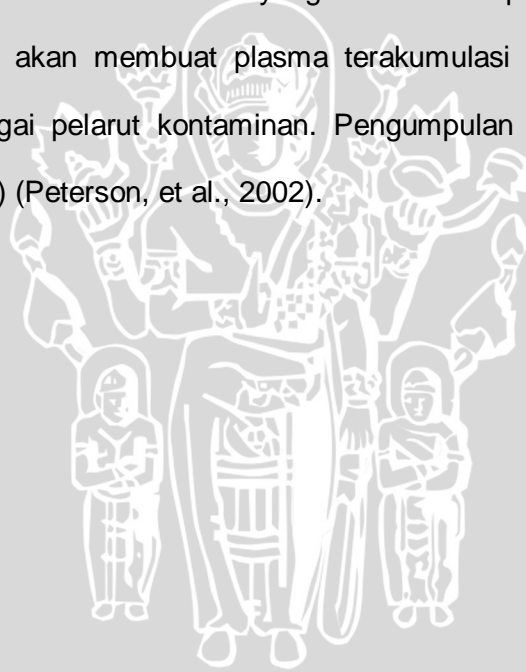 akan membuat plasma terakumulasi
gai pelarut kontaminan. Pengumpulan
) (Peterson, et al., 2002).